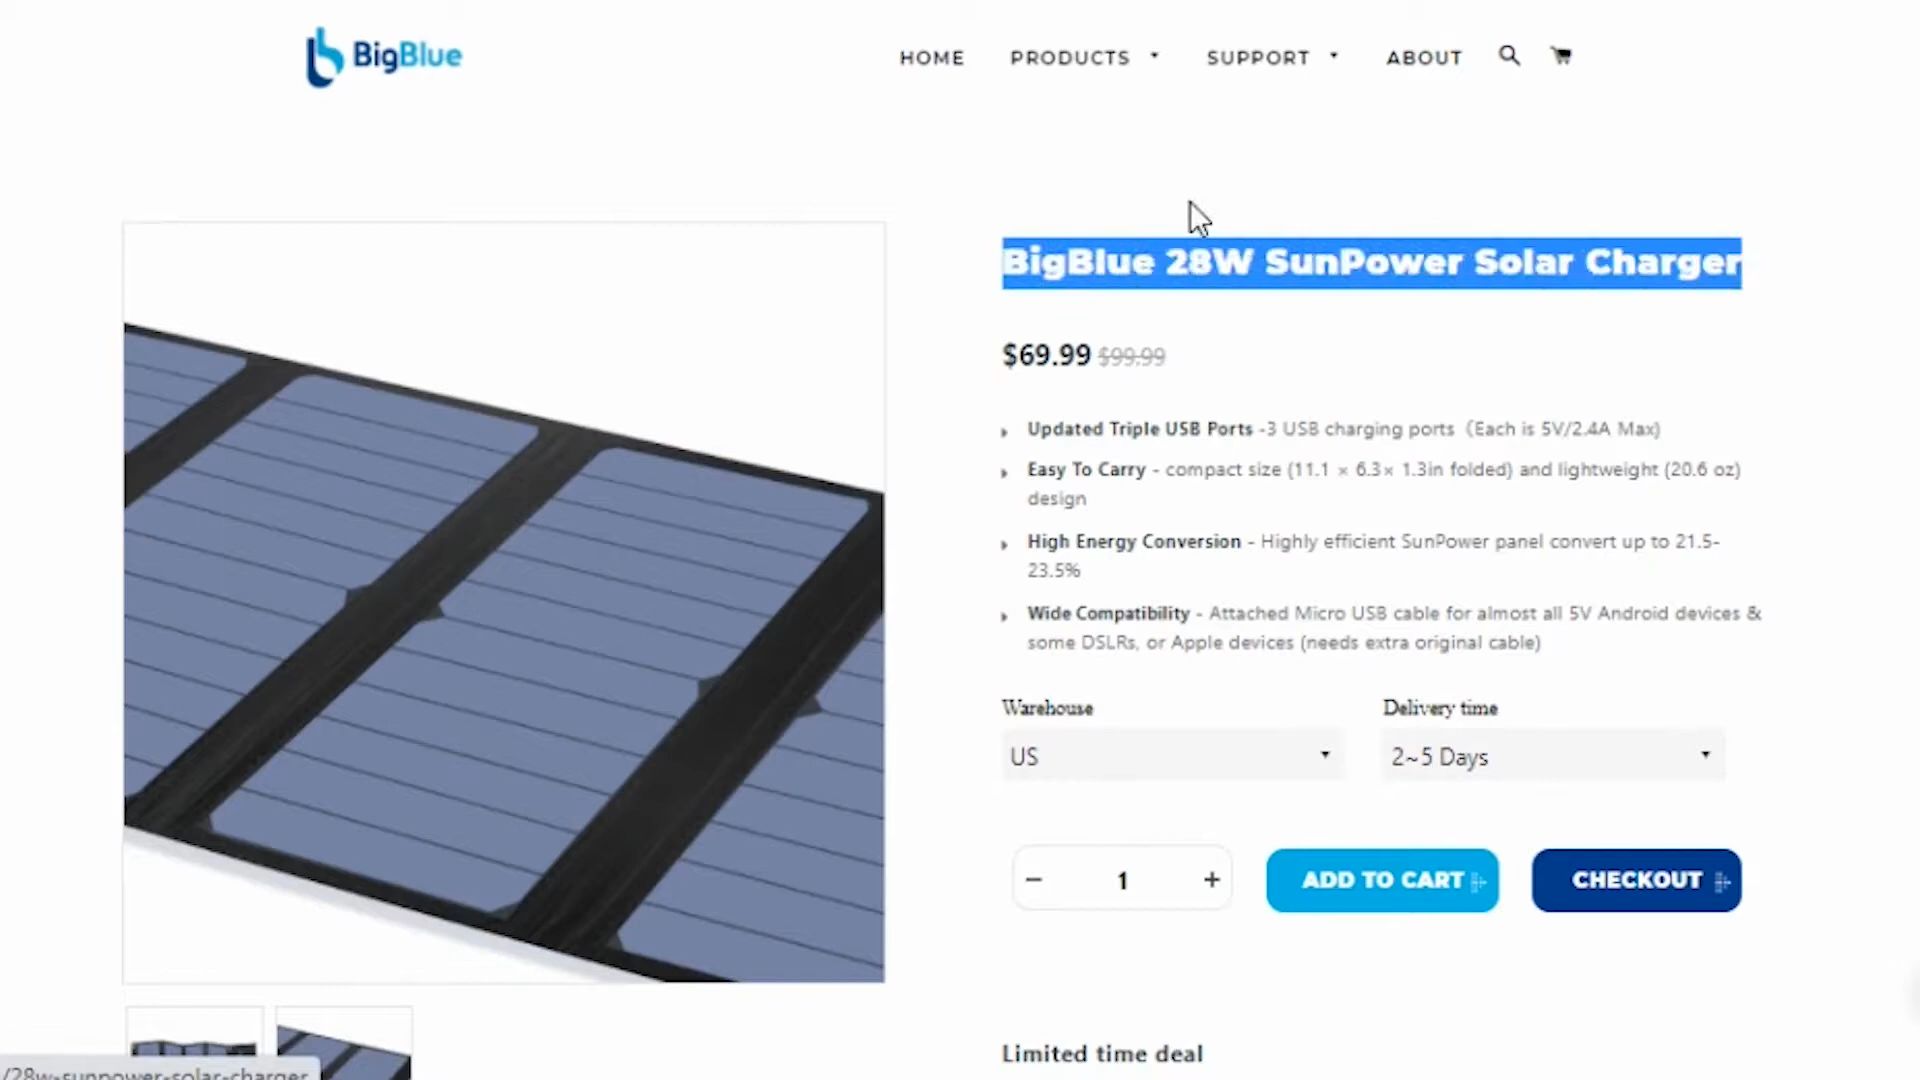 BigBlue
HOME PRODUCTS SUPPORT ABOUT
BigBlue 28W SunPower Solar Charger
$69.99 $99.99
Updated Triple USB Ports -3 USB charging ports（Each is 5V/2.4A Max)
Easy To Carry - compact size (11.1 × 6.3× 1.3in folded) and lightweight (20.6 oz)
design
High Energy Conversion - Highly efficient SunPower panel convert up to 21.5-
23.5%
Wide Compatibility - Attached Micro USB cable for almost all 5V Android devices &
some DSLRs, or Apple devices (needs extra original cable)
Warehouse Delivery time
US 2~5 Days
− 1 + ADD TO CART CHECKOUT
Limited time deal
/28w-sunpower-solar-charger